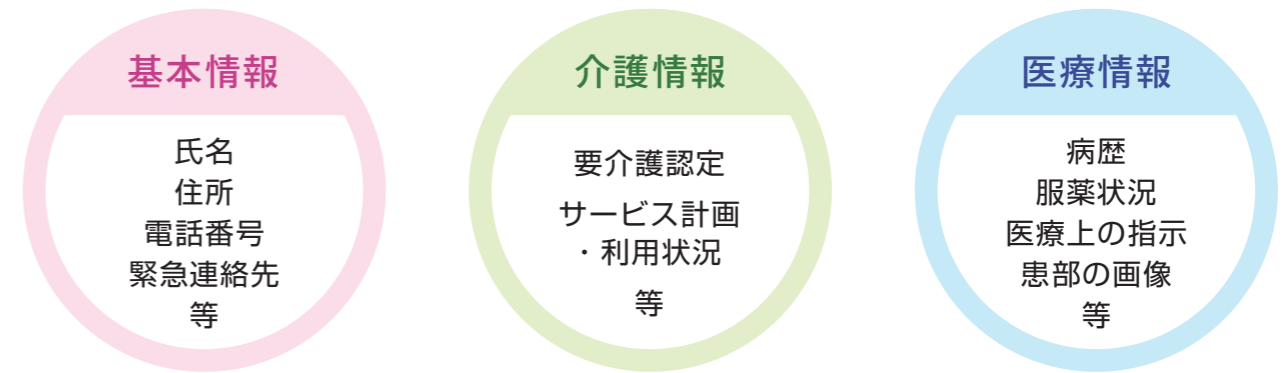 基本情報
氏名
住所
電話番号
緊急連絡先
等
介護情報
要介護認定
サービス計画
・利用状況
等
医療情報
病歴
服薬状況
医療上の指示
患部の画像
等